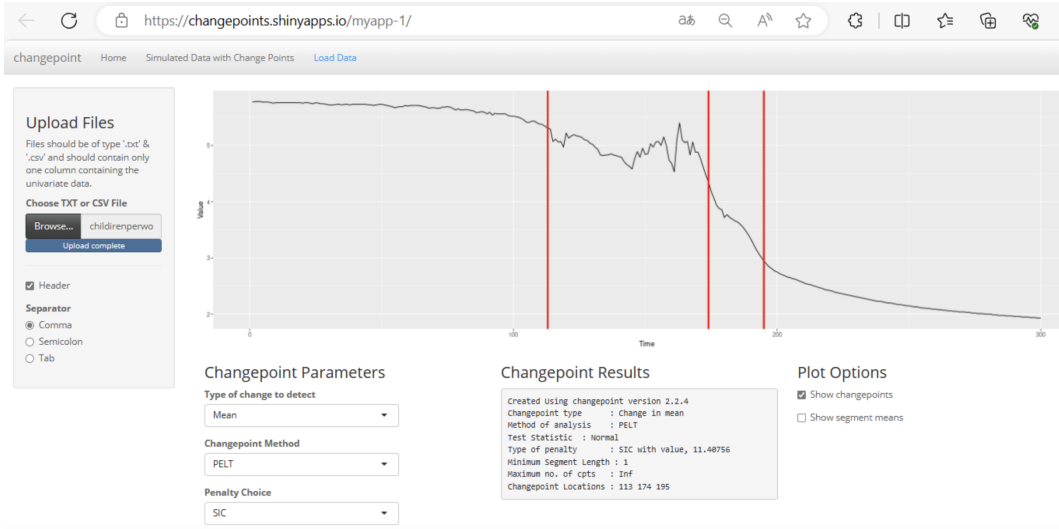 https://changepoints.shinyapps.io/myapp-1/
changepoint Home Simulated Data with Change Points Load Data
Upload Files
Files should be of type '.txt' &
'.csv' and should contain only
one column containing the
univariate data.
Choose TXT or CSV File
Browse... childirenperwo
Upload complete
Header
Separator
Comma
Semicolon
Tab
Value
5
4
3
2
0 100 200 300
Time
Changepoint Parameters
Type of change to detect
Mean
Changepoint Method
PELT
Penalty Choice
SIC
Changepoint Results
Created Using changepoint version 2.2.4
Changepoint type : Change in mean
Method of analysis : PELT
Test Statistic : Normal
Type of penalty : SIC with value, 11.40756
Minimum Segment Length : 1
Maximum no. of cpts : Inf
Changepoint Locations : 113 174 195
Plot Options
Show changepoints
Show segment means